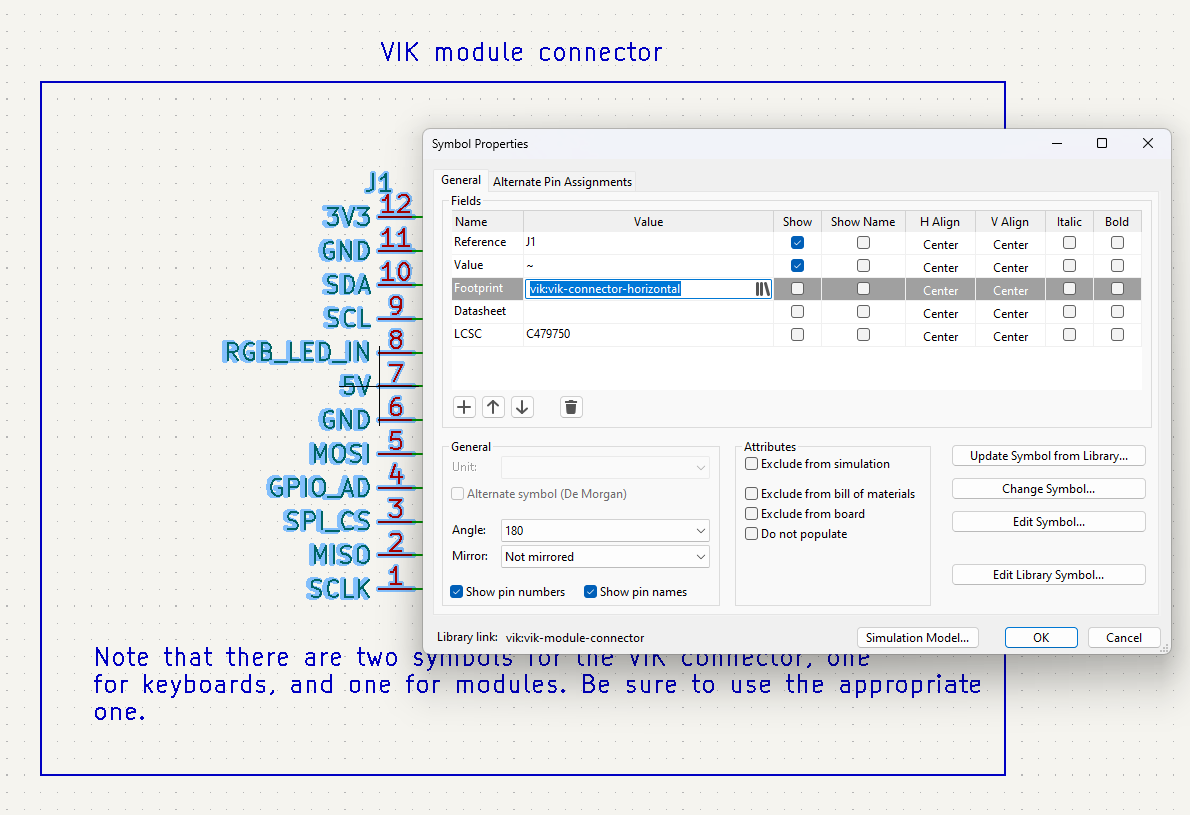 VIK module connector
Symbol Properties
General Alternate Pin Assignments
Fields
Name Value Show Show Name H Align V Align Italic Bold
Reference J1 Center Center
Value ~ Center Center
Footprint vik:vik-connector-horizontal Center Center
Datasheet Center Center
LCSC C479750 Center Center
J1
3V3 12
GND 11
SDA 10
SCL 9
RGB_LED_IN 8
5V 7
GND 6
MOSI 5
GPIO_AD 4
SPI_CS 3
MISO 2
SCLK 1
General
Unit:
Alternate symbol (De Morgan)
Angle: 180
Mirror: Not mirrored
Show pin numbers Show pin names
Attributes
Exclude from simulation
Exclude from bill of materials
Exclude from board
Do not populate
Update Symbol from Library...
Change Symbol...
Edit Symbol...
Edit Library Symbol...
Library link: vik:vik-module-connector
Simulation Model... OK Cancel
Note that there are two symbols for the VIK connector, one
for keyboards, and one for modules. Be sure to use the appropriate
one.